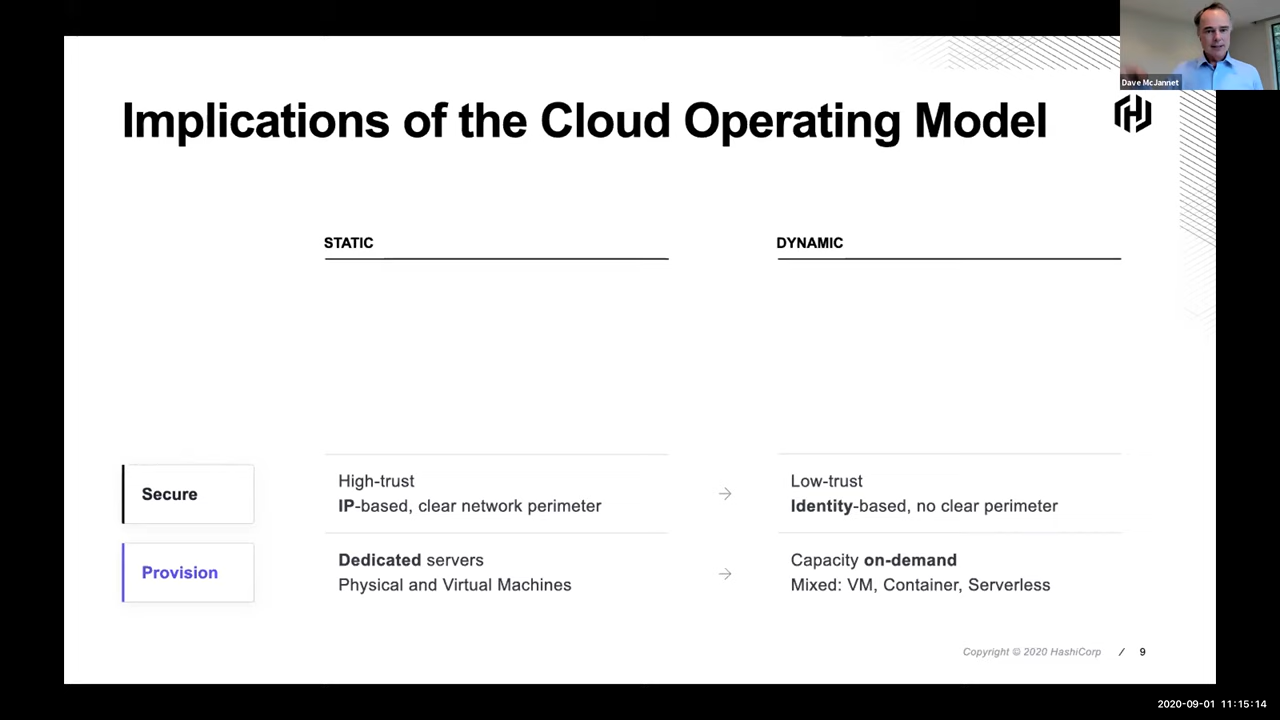 Dave McJannet
Implications of the Cloud Operating Model
STATIC
DYNAMIC
Secure
High-trust
IP-based, clear network perimeter
Low-trust
Identity-based, no clear perimeter
Provision
Dedicated servers
Physical and Virtual Machines
Capacity on-demand
Mixed: VM, Container, Serverless
Copyright © 2020 HashiCorp / 9
2020-09-01 11:15:14